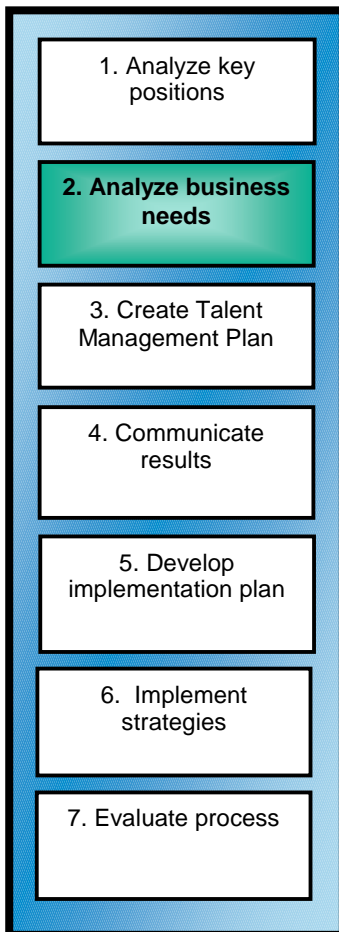 1. Analyze key
positions
2. Analyze business
needs
3. Create Talent
Management Plan
4. Communicate
results
5. Develop
implementation plan
6. Implement
strategies
7. Evaluate process